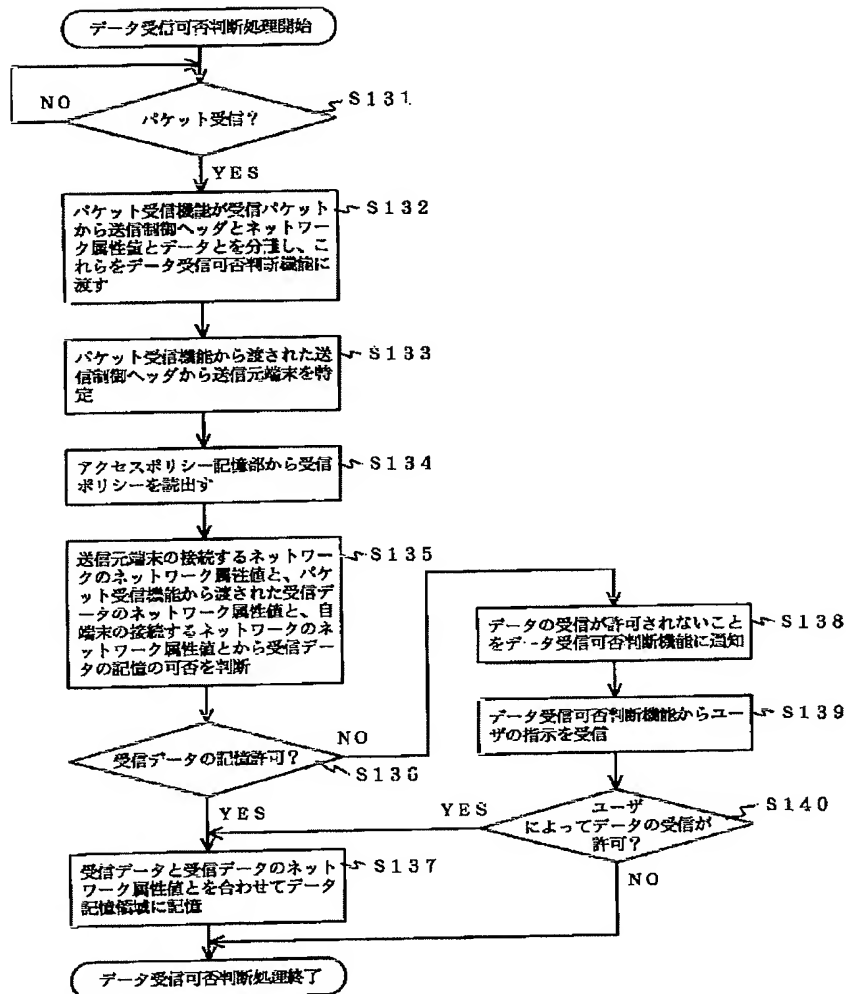 データ受信可否判断処理開始
NO
パケット受信?
S131
YES
パケット受信機能が受信パケット
から送信制御ヘッダとネットワー
ク属性値とデータとを分離し、こ
れらをデータ受信可否判断機能に
渡す
S132
パケット受信機能から渡された送
信制御ヘッダから送信元端末を特
定
S133
アクセスポリシー記憶部から受信
ポリシーを読出す
S134
送信元端末の接続するネットワー
クのネットワーク属性値と、パケ
ット受信機能から渡された受信デ
ータのネットワーク属性値と、自
端末の接続するネットワークのネ
ットワーク属性値とから受信デー
タの記憶の可否を判断
S135
受信データの記憶許可?
NO
S136
YES
受信データと受信データのネット
ワーク属性値とを合わせてデータ
記憶領域に記憶
S137
データの受信が許可されないこと
をデータ受信可否判断機能に通知
S138
データ受信可否判断機能からユー
ザの指示を受信
S139
ユーザ
によってデータの受信が
許可?
S140
YES
NO
データ受信可否判断処理終了